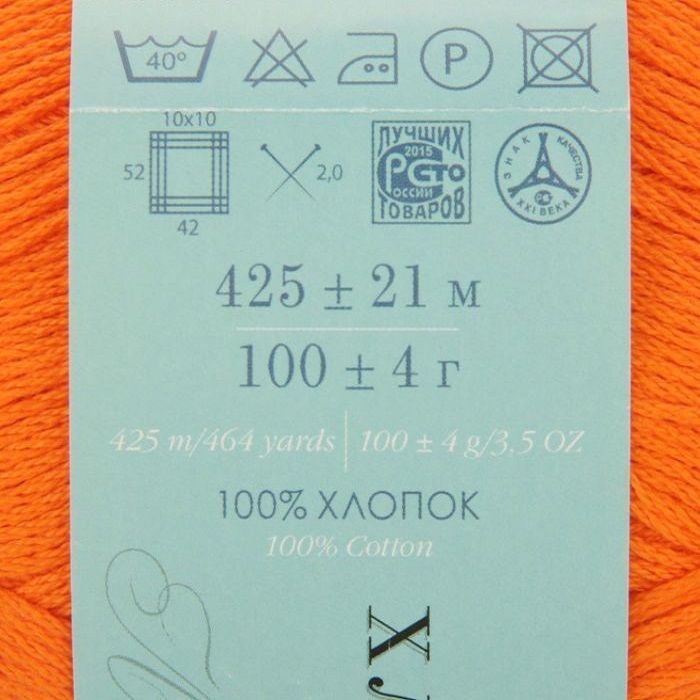 40°
P
10x10
52
42
2,0
ЛУЧШИХ
2015
СТО
РОССИИ
ТОВАРОВ
ЗНАК КАЧЕСТВА
XXI ВЕКА
425 ± 21 м
100 ± 4 г
425 m/464 yards | 100 ± 4 g/3,5 OZ
100% ХЛОПОК
100% Cotton